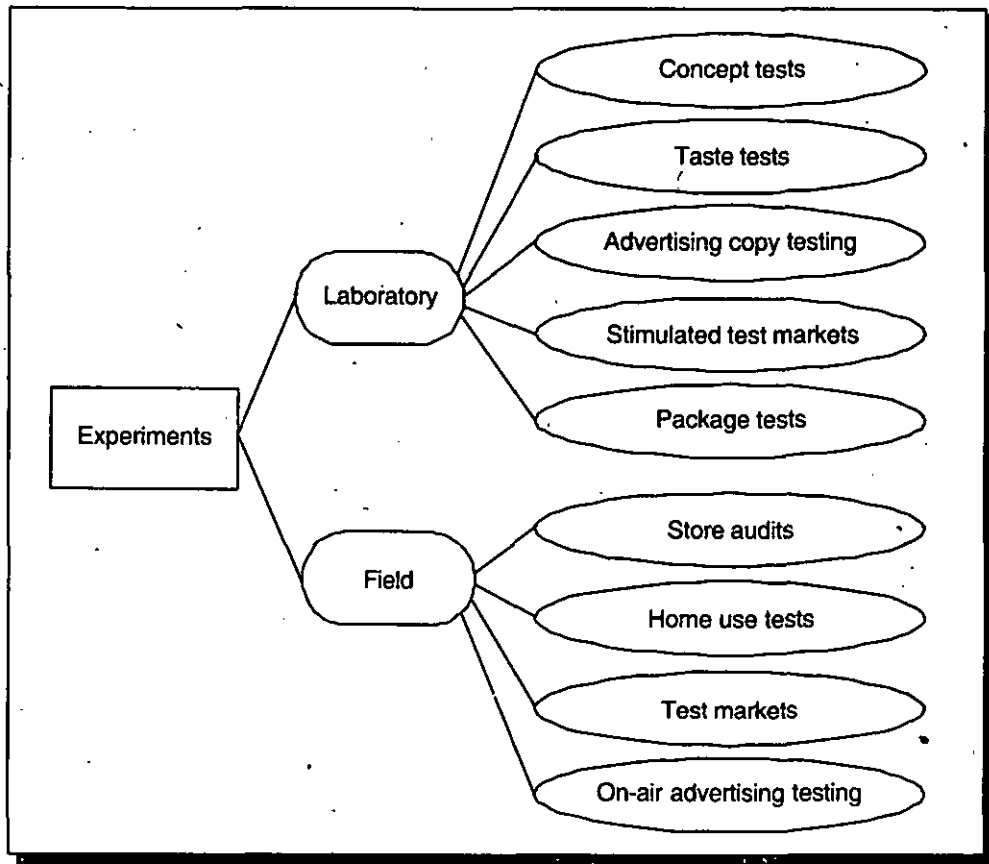 Concept tests
Taste tests
Advertising copy testing
Laboratory
Stimulated test markets
Package tests
Experiments
Store audits
Field
Home use tests
Test markets
On-air advertising testing